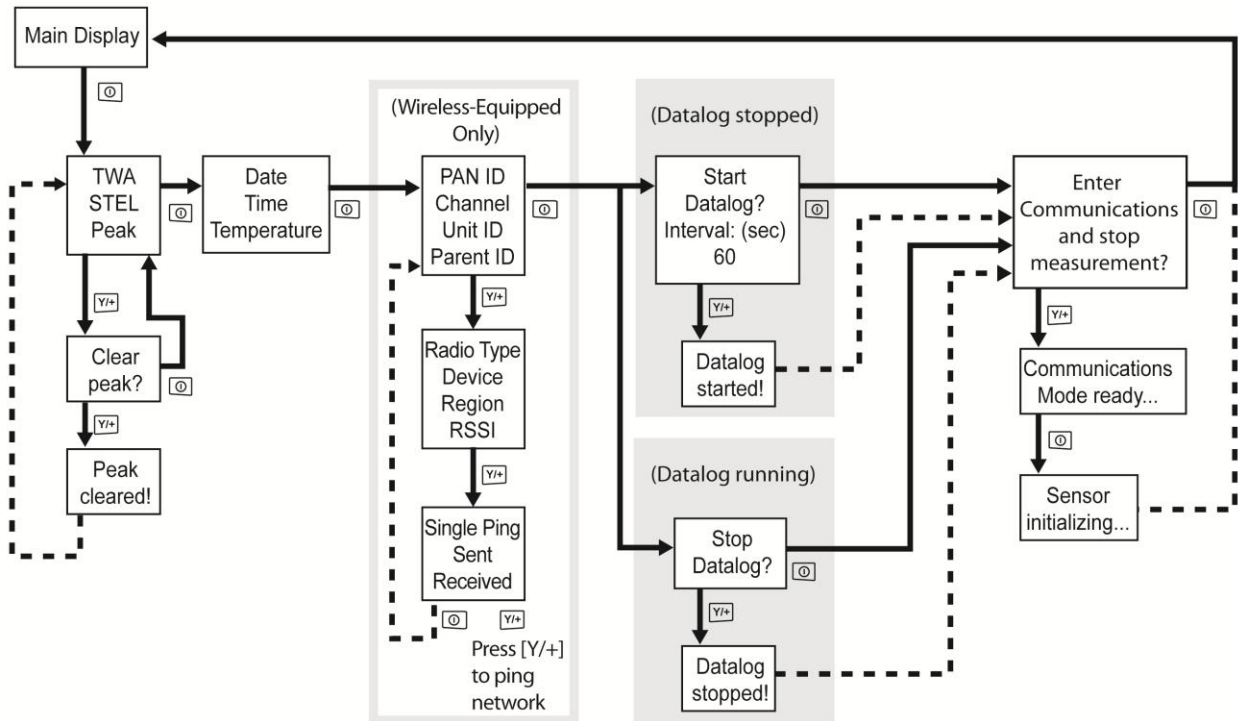 Main Display
TWA
STEL
Peak
Y/+
Clear
peak?
Y/+
Peak
cleared!
Date
Time
Temperature
(Wireless-Equipped
Only)
PAN ID
Channel
Unit ID
Parent ID
Y/+
Radio Type
Device
Region
RSSI
Y/+
Single Ping
Sent
Received
Y/+
Press [Y/+]
to ping
network
(Datalog stopped)
Start
Datalog?
Interval: (sec)
60
Y/+
Datalog
started!
(Datalog running)
Stop
Datalog?
Y/+
Datalog
stopped!
Enter
Communications
and stop
measurement?
Y/+
Communications
Mode ready...
Sensor
initializing...